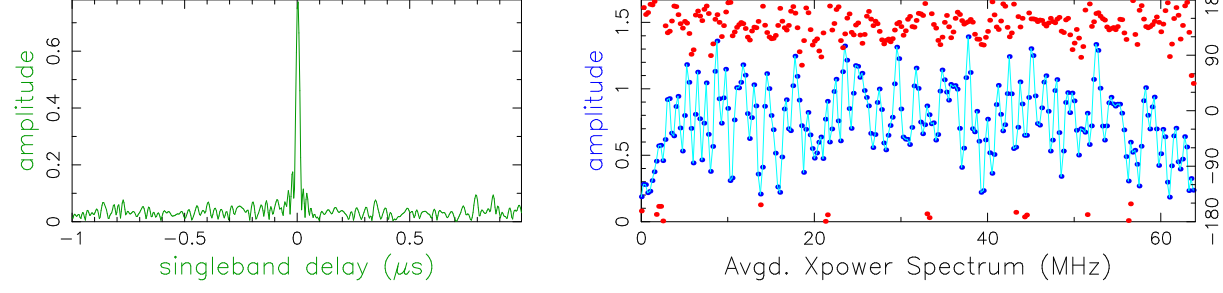 amplitude
0 0.2 0.4 0.6
−1 −0.5 0 0.5
singleband delay (μs)
amplitude
0 0.5 1 1.5
0 20 40 60
Avgd. Xpower Spectrum (MHz)
−180 −90 0 90